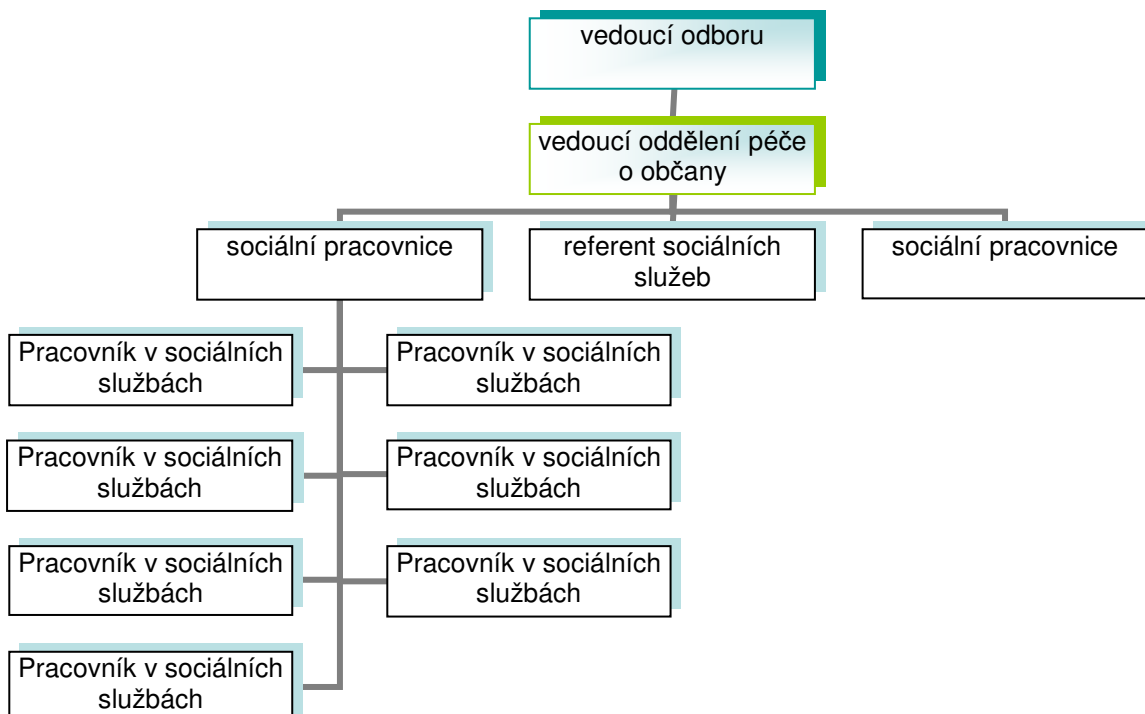 vedoucí odboru
vedoucí oddělení péče
o občany
sociální pracovnice
referent sociálních
služeb
sociální pracovnice
Pracovník v sociálních
službách
Pracovník v sociálních
službách
Pracovník v sociálních
službách
Pracovník v sociálních
službách
Pracovník v sociálních
službách
Pracovník v sociálních
službách
Pracovník v sociálních
službách